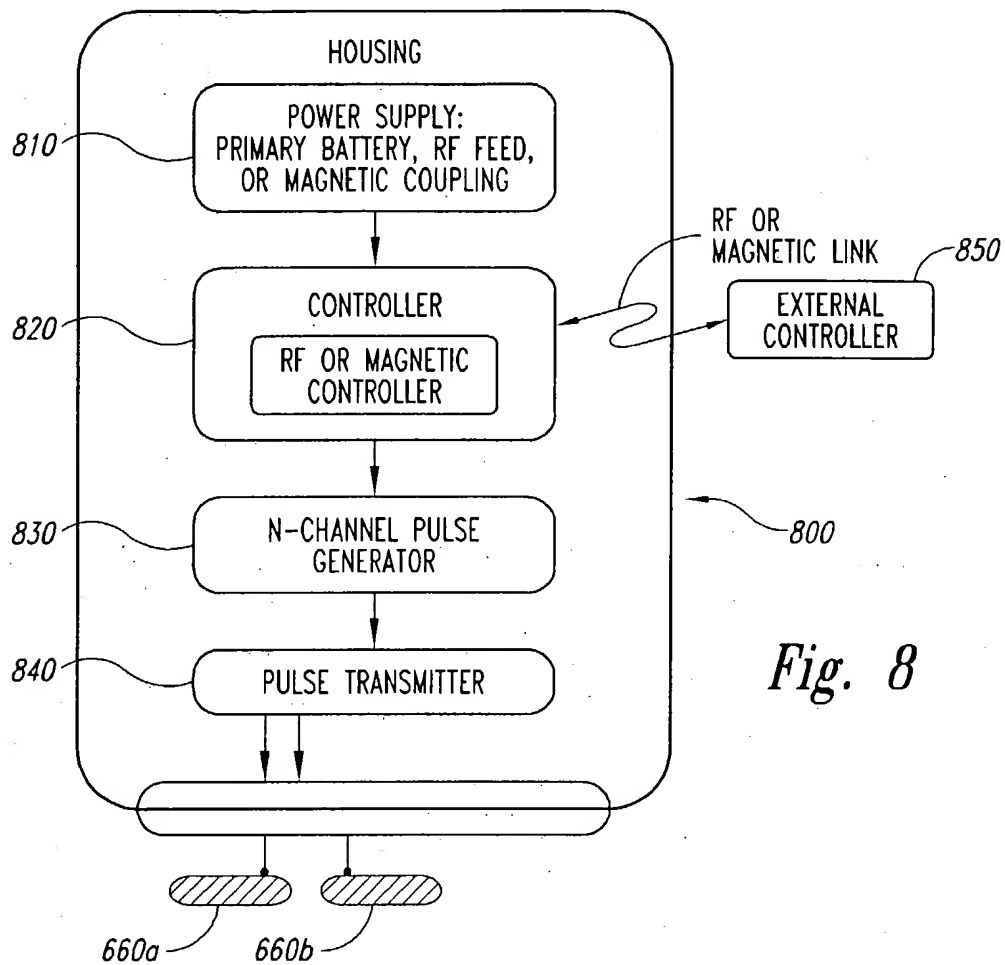 HOUSING
810
POWER SUPPLY:
PRIMARY BATTERY, RF FEED,
OR MAGNETIC COUPLING
RF OR
MAGNETIC LINK
850
EXTERNAL
CONTROLLER
820
CONTROLLER
RF OR MAGNETIC
CONTROLLER
830
N-CHANNEL PULSE
GENERATOR
800
840
PULSE TRANSMITTER
Fig. 8
660a
660b